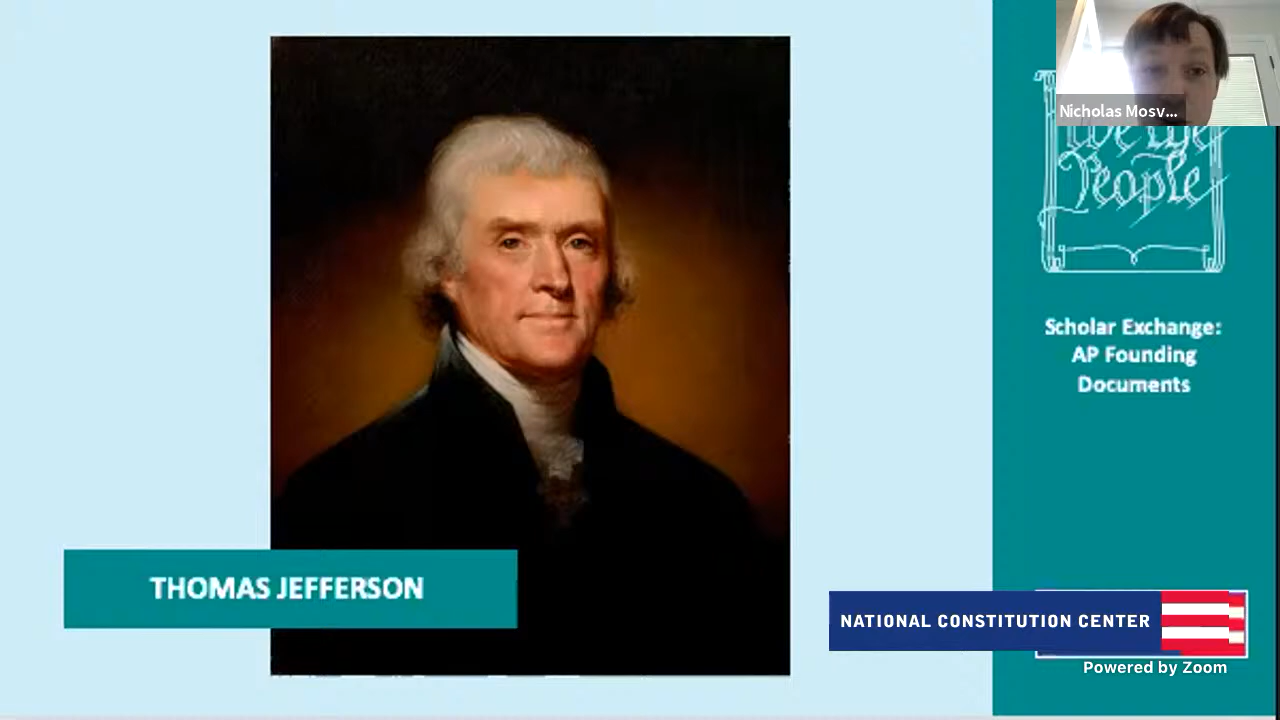 Nicholas Mosv...
We the
People
Scholar Exchange:
AP Founding
Documents
THOMAS JEFFERSON
NATIONAL CONSTITUTION CENTER
Powered by Zoom